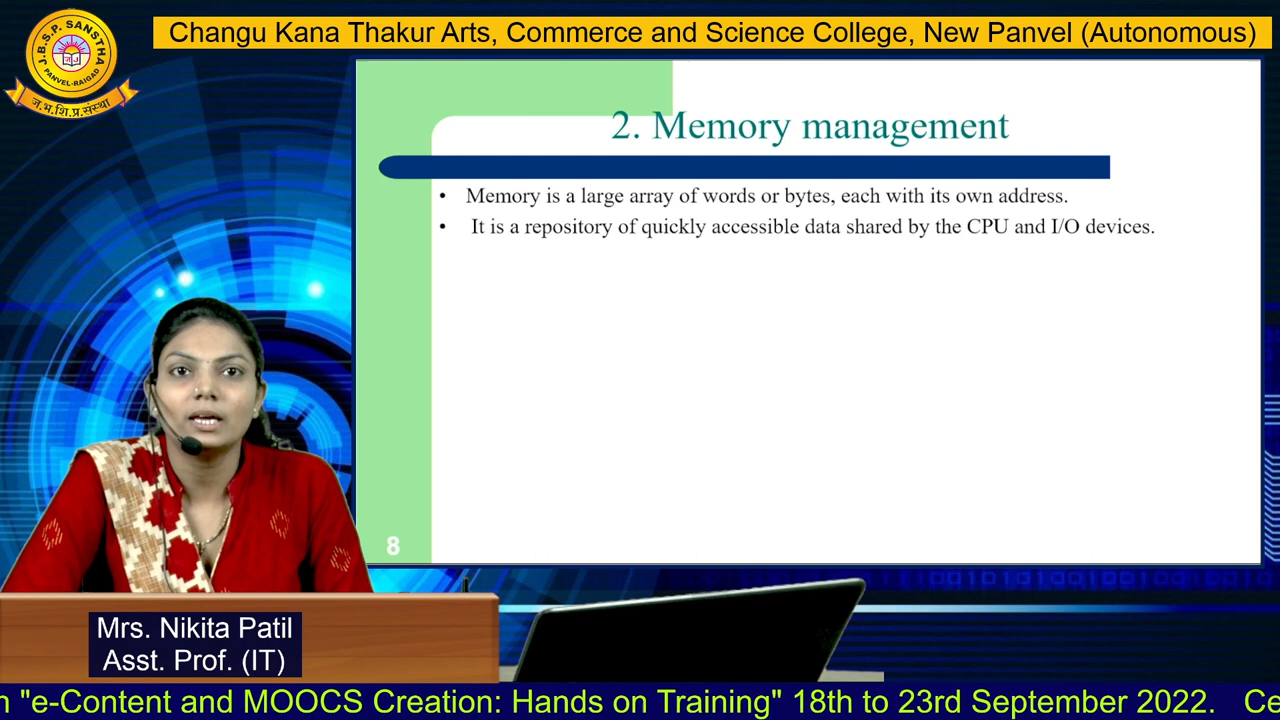 J.B.S.P. SANSTHA
PANVEL-RAIGAD
ज.भ.शि.प्र.संस्था
Changu Kana Thakur Arts, Commerce and Science College, New Panvel (Autonomous)
2. Memory management
• Memory is a large array of words or bytes, each with its own address.
• It is a repository of quickly accessible data shared by the CPU and I/O devices.
8
Mrs. Nikita Patil
Asst. Prof. (IT)
n "e-Content and MOOCS Creation: Hands on Training" 18th to 23rd September 2022. Ce